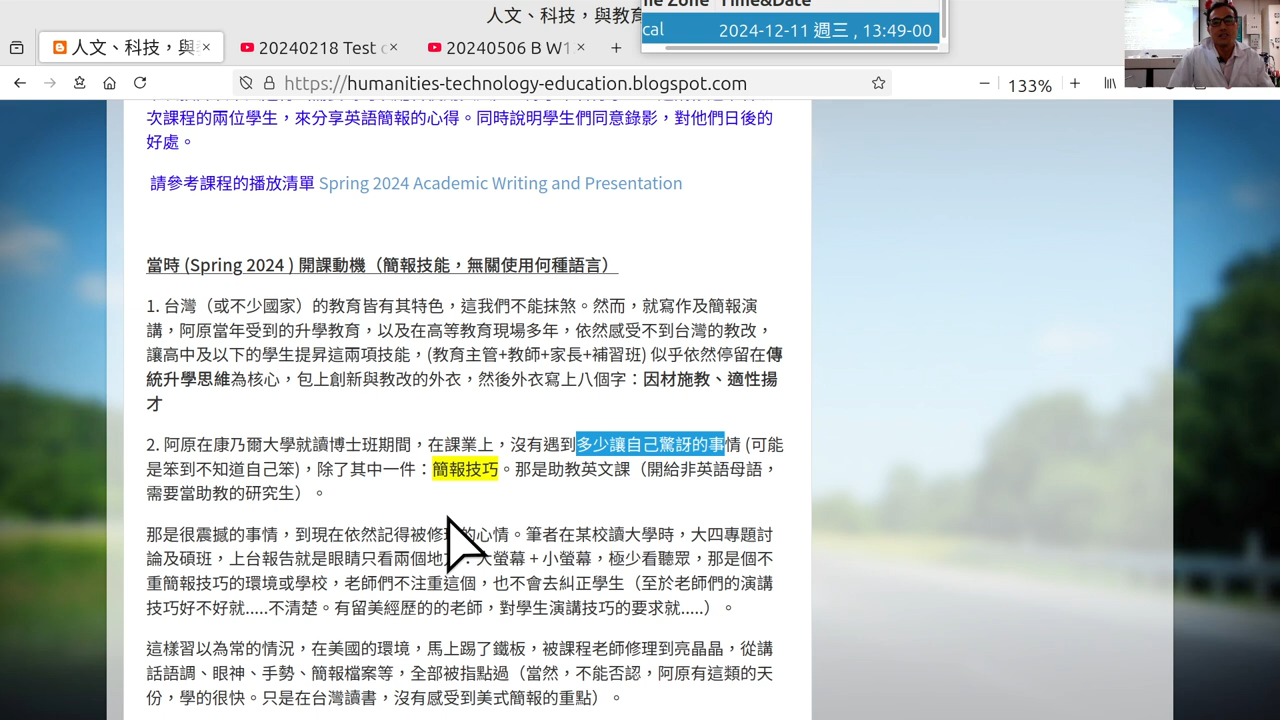 人文、科技，與教育
ne Zone Time&Date
cal 2024-12-11 週三 , 13:49-00
人文、科技，與 × 20240218 Test × 20240506 B W1 × +
https://humanities-technology-education.blogspot.com 133%
次課程的兩位學生，來分享英語簡報的心得。同時說明學生們同意錄影，對他們日後的
好處。
請參考課程的播放清單 Spring 2024 Academic Writing and Presentation
當時 (Spring 2024 ) 開課動機（簡報技能，無關使用何種語言）
1. 台灣（或不少國家）的教育皆有其特色，這我們不能抹煞。然而，就寫作及簡報演
講，阿原當年受到的升學教育，以及在高等教育現場多年，依然感受不到台灣的教改，
讓高中及以下的學生提昇這兩項技能，(教育主管+教師+家長+補習班) 似乎依然停留在傳
統升學思維為核心，包上創新與教改的外衣，然後外衣寫上八個字：因材施教、適性揚
才
2. 阿原在康乃爾大學就讀博士班期間，在課業上，沒有遇到多少讓自己驚訝的事情 (可能
是笨到不知道自己笨)，除了其中一件：簡報技巧。那是助教英文課（開給非英語母語，
需要當助教的研究生）。
那是很震撼的事情，到現在依然記得被修理的心情。筆者在某校讀大學時，大四專題討
論及碩班，上台報告就是眼睛只看兩個地方：大螢幕 + 小螢幕，極少看聽眾，那是個不
重簡報技巧的環境或學校，老師們不注重這個，也不會去糾正學生（至於老師們的演講
技巧好不好就.....不清楚。有留美經歷的的老師，對學生演講技巧的要求就.....）。
這樣習以為常的情況，在美國的環境，馬上踢了鐵板，被課程老師修理到亮晶晶，從講
話語調、眼神、手勢、簡報檔案等，全部被指點過（當然，不能否認，阿原有這類的天
份，學的很快。只是在台灣讀書，沒有感受到美式簡報的重點）。